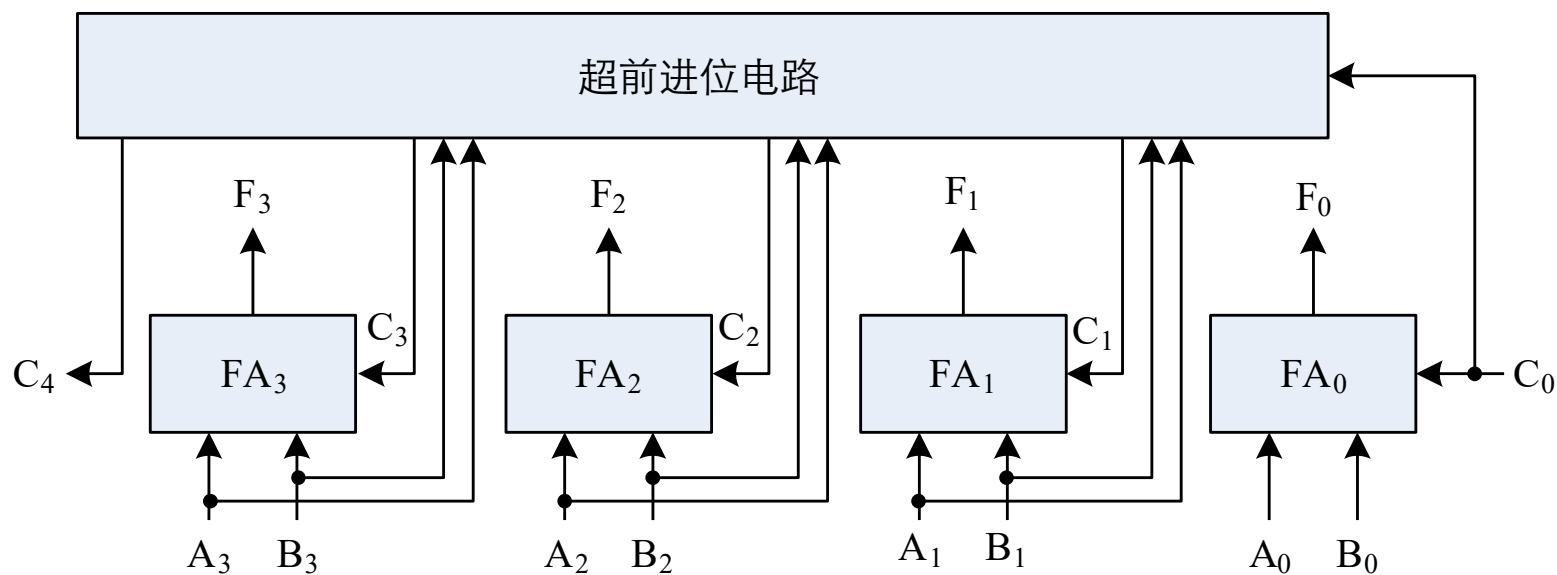 超前进位电路
F₃ F₂ F₁ F₀
C₃ C₂ C₁
C₄ FA₃ FA₂ FA₁ FA₀ C₀
A₃ B₃ A₂ B₂ A₁ B₁ A₀ B₀